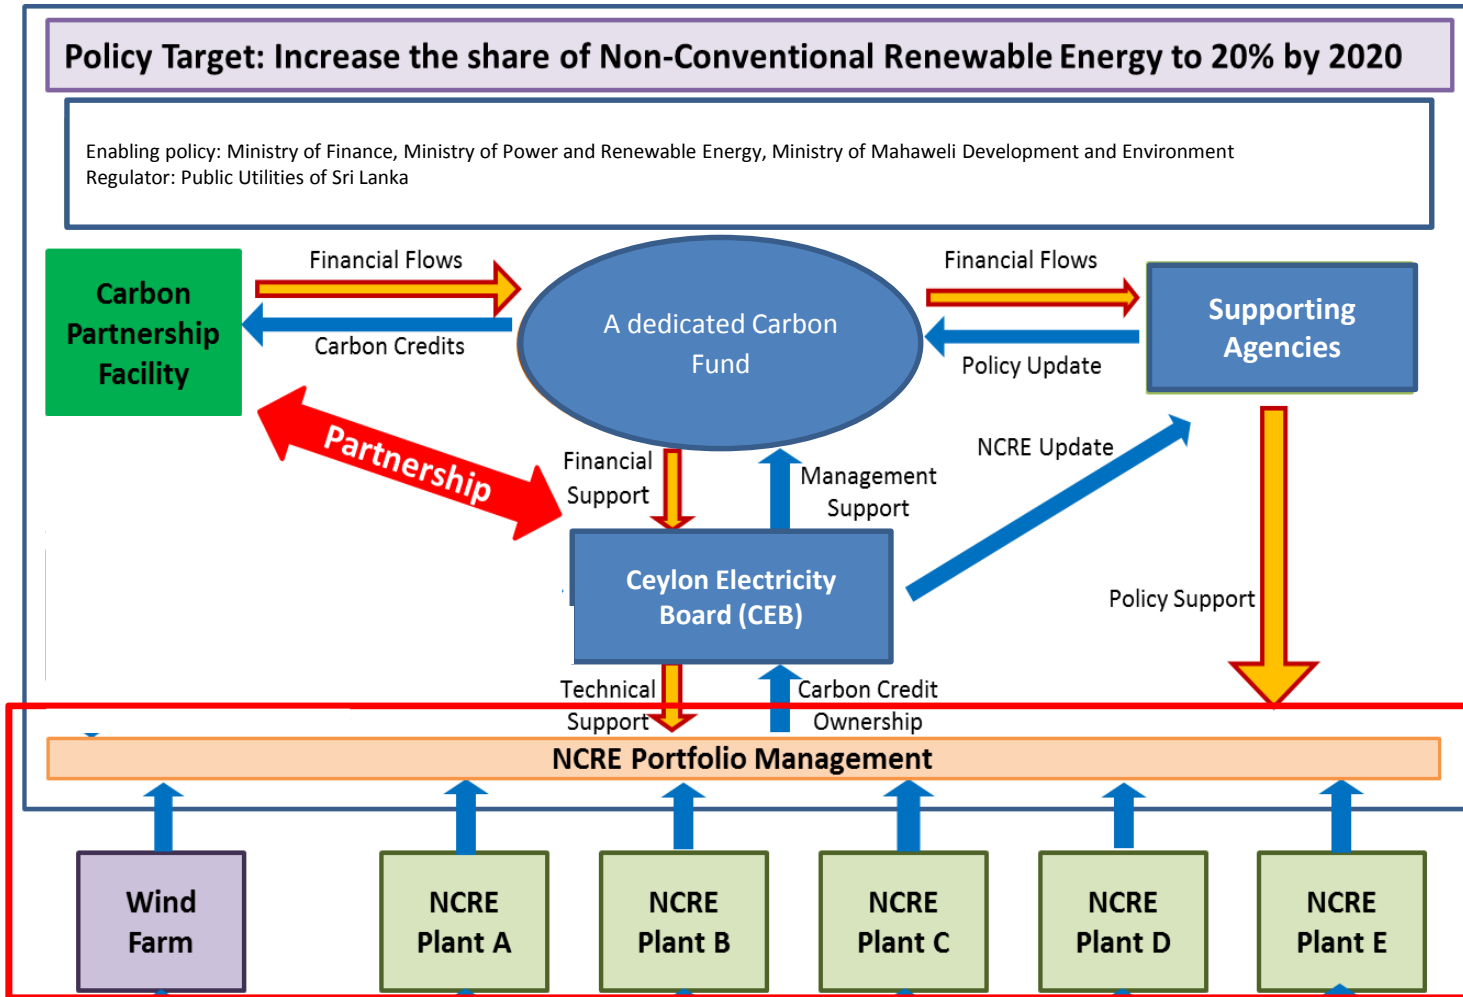 Policy Target: Increase the share of Non-Conventional Renewable Energy to 20% by 2020
Enabling policy: Ministry of Finance, Ministry of Power and Renewable Energy, Ministry of Mahaweli Development and Environment
Regulator: Public Utilities of Sri Lanka
Carbon
Partnership
Facility
Financial Flows
Carbon Credits
A dedicated Carbon
Fund
Financial Flows
Policy Update
Supporting
Agencies
Partnership
Financial
Support
Management
Support
NCRE Update
Ceylon Electricity
Board (CEB)
Policy Support
Technical
Support
Carbon Credit
Ownership
NCRE Portfolio Management
Wind
Farm
NCRE
Plant A
NCRE
Plant B
NCRE
Plant C
NCRE
Plant D
NCRE
Plant E